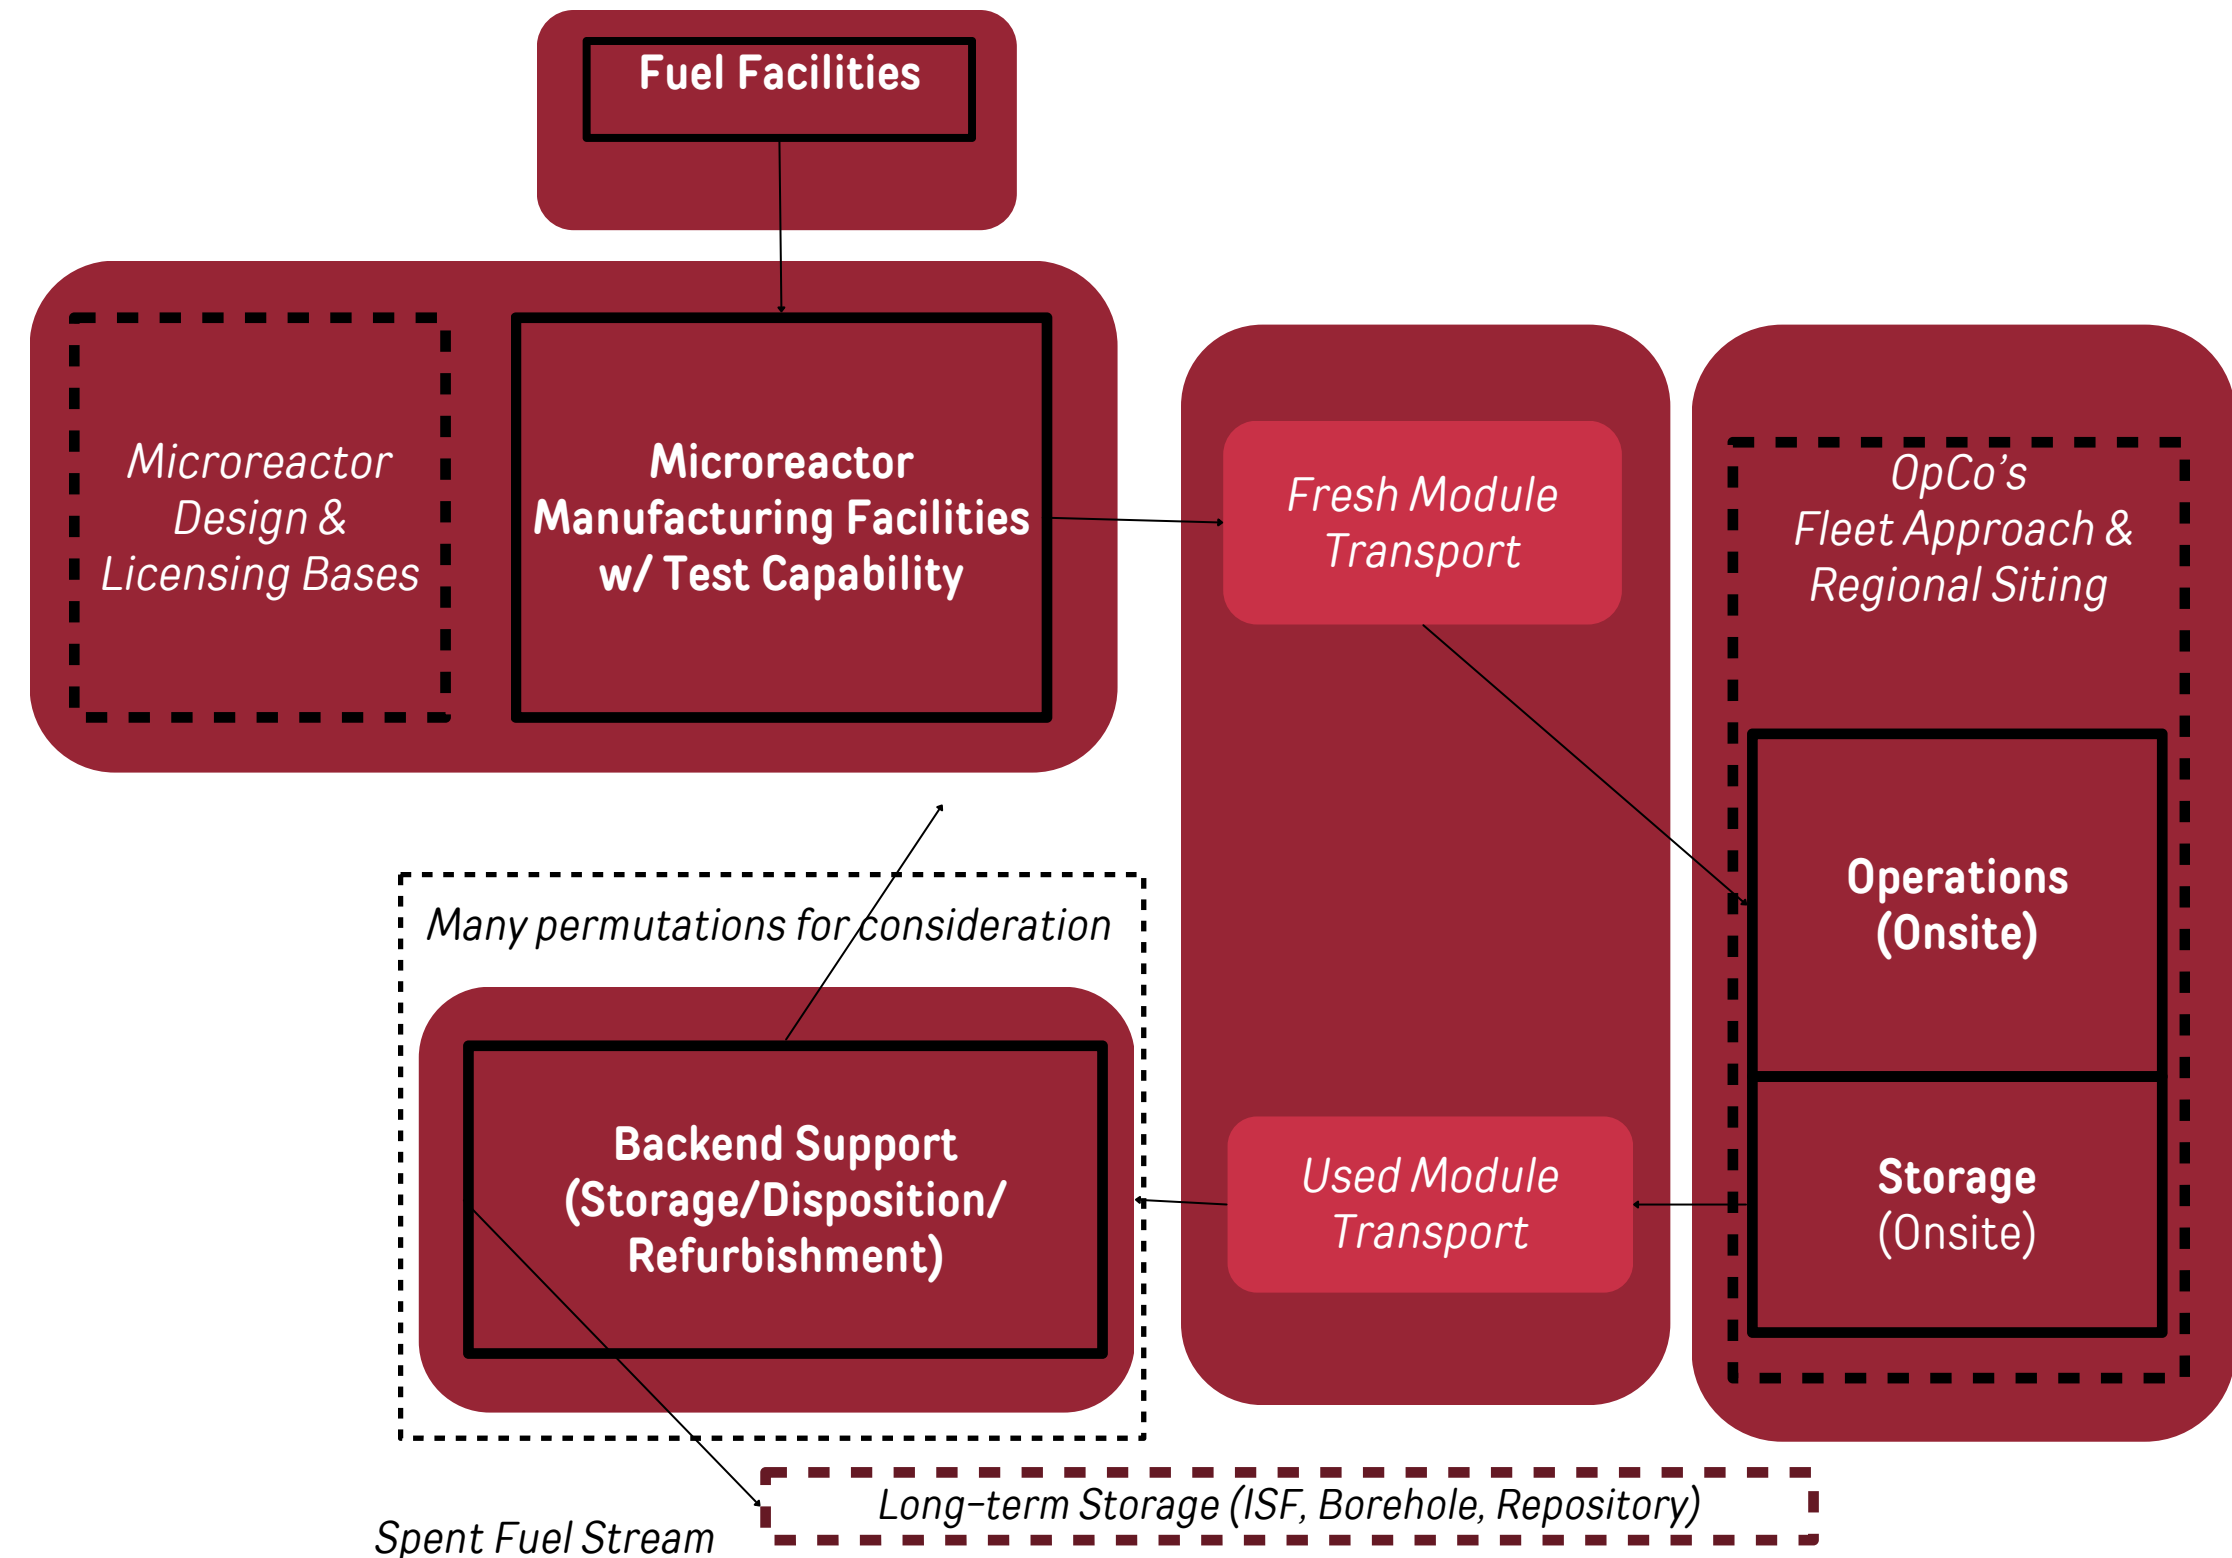 Fuel Facilities
Microreactor
Design &
Licensing Bases
Microreactor
Manufacturing Facilities
w/ Test Capability
Fresh Module
Transport
OpCo’s
Fleet Approach &
Regional Siting
Operations
(Onsite)
Storage
(Onsite)
Used Module
Transport
Many permutations for consideration
Backend Support
(Storage/Disposition/
Refurbishment)
Long-term Storage (ISF, Borehole, Repository)
Spent Fuel Stream